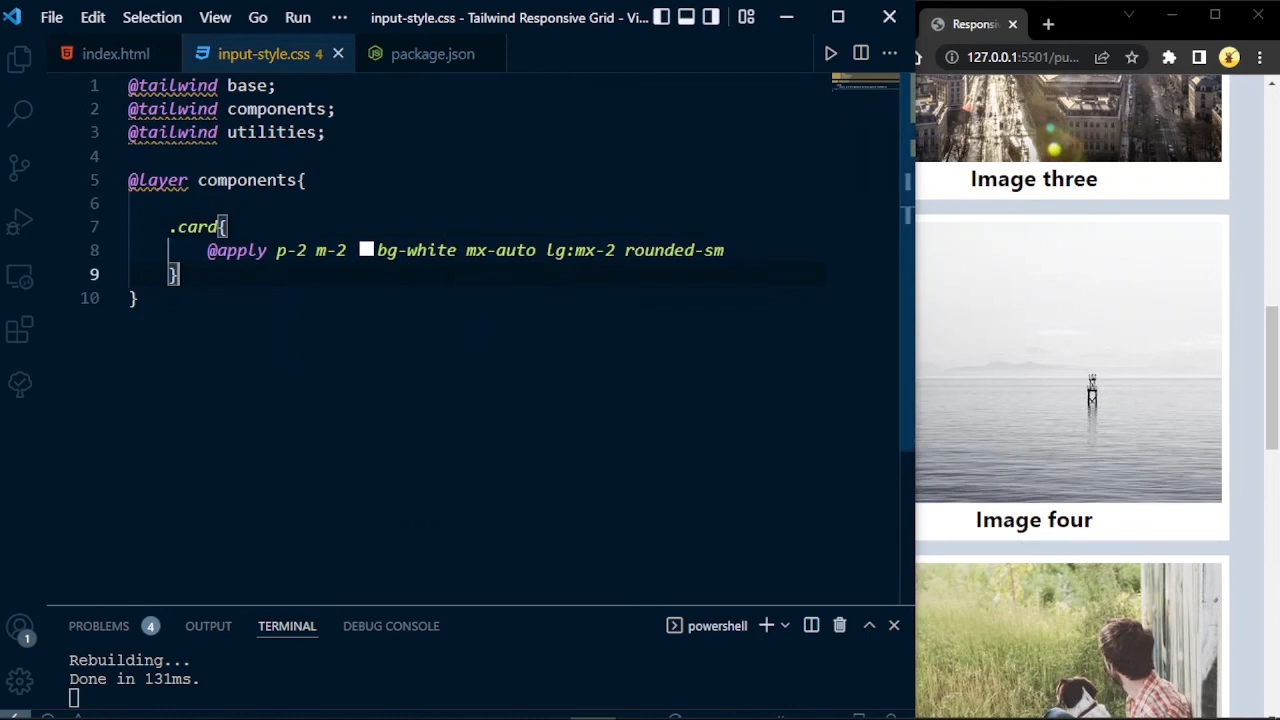 File Edit Selection View Go Run ··· input-style.css - Tailwind Responsive Grid - Vi...
index.html input-style.css 4 package.json
1 @tailwind base;
2 @tailwind components;
3 @tailwind utilities;
4
5 @layer components{
6
7 .card{
8 @apply p-2 m-2 bg-white mx-auto lg:mx-2 rounded-sm
9 }
10 }
PROBLEMS 4 OUTPUT TERMINAL DEBUG CONSOLE powershell
Rebuilding...
Done in 131ms.
1
Responsi
127.0.0.1:5501/pu...
Image three
Image four